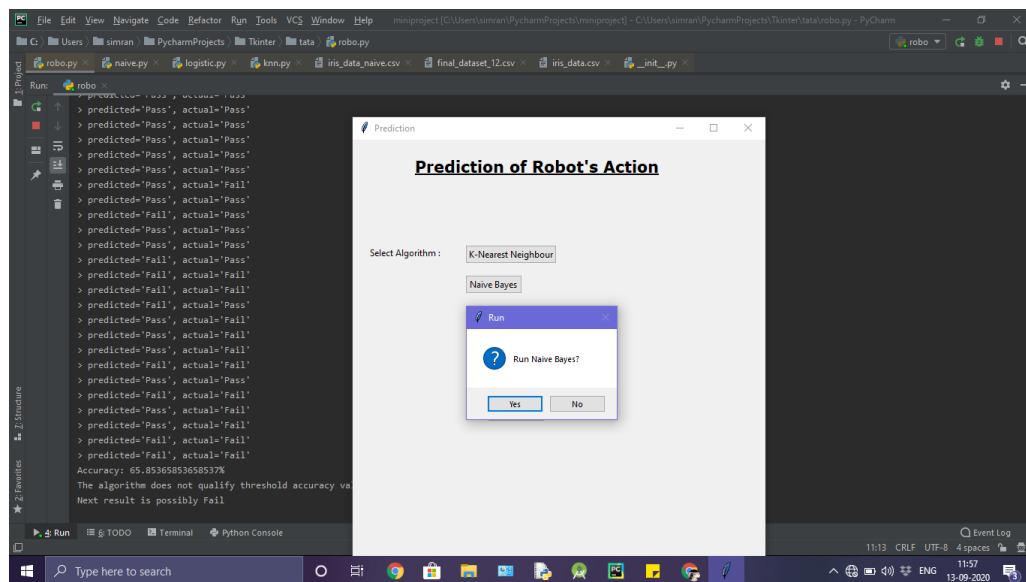 File Edit View Navigate Code Refactor Run Tools VCS Window Help miniproject [C:\Users\simran\PycharmProjects\miniproject] - C:\Users\simran\PycharmProjects\Tkinter\tata\robo.py - PyCharm
C: Users simran PycharmProjects Tkinter tata robo.py robo
robo.py naive.py logistic.py knn.py iris_data_naive.csv final_dataset_12.csv iris_data.csv __init__.py
1: Project
Run: robo
> predicted='Pass', actual='Pass'
> predicted='Pass', actual='Pass'
> predicted='Pass', actual='Pass'
> predicted='Pass', actual='Pass'
> predicted='Pass', actual='Pass'
> predicted='Pass', actual='Pass'
> predicted='Pass', actual='Fail'
> predicted='Pass', actual='Pass'
> predicted='Fail', actual='Pass'
> predicted='Pass', actual='Pass'
> predicted='Pass', actual='Pass'
> predicted='Fail', actual='Pass'
> predicted='Fail', actual='Fail'
> predicted='Fail', actual='Fail'
> predicted='Fail', actual='Pass'
> predicted='Pass', actual='Fail'
> predicted='Pass', actual='Fail'
> predicted='Pass', actual='Fail'
> predicted='Fail', actual='Fail'
> predicted='Pass', actual='Pass'
> predicted='Fail', actual='Fail'
> predicted='Pass', actual='Fail'
> predicted='Pass', actual='Fail'
> predicted='Fail', actual='Fail'
> predicted='Fail', actual='Fail'
Accuracy: 65.85365853658537%
The algorithm does not qualify threshold accuracy va
Next result is possibly Fail
Prediction
Prediction of Robot's Action
Select Algorithm : K-Nearest Neighbour
Naive Bayes
Run
Run Naive Bayes?
Yes No
Z: Structure
2: Favorites
4: Run 6: TODO Terminal Python Console Event Log
11:13 CRLF UTF-8 4 spaces
Type here to search
ENG 11:57
13-09-2020
3